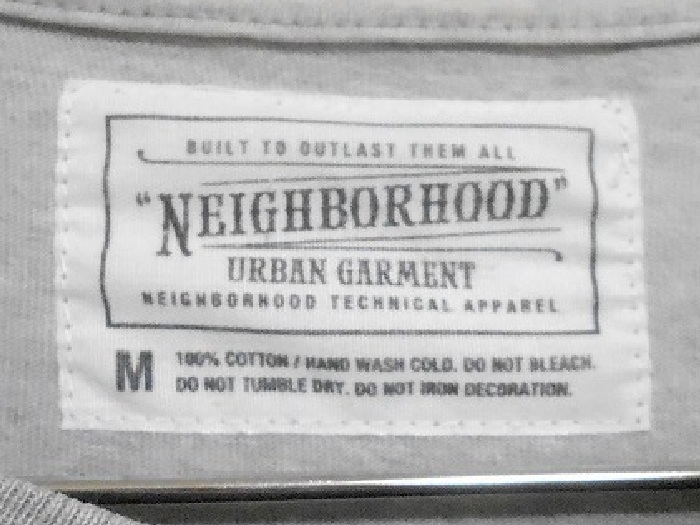 BUILT TO OUTLAST THEM ALL
"NEIGHBORHOOD"
URBAN GARMENT
NEIGHBORHOOD TECHNICAL APPAREL
M
100% COTTON / HAND WASH COLD. DO NOT BLEACH.
DO NOT TUMBLE DRY. DO NOT IRON DECORATION.